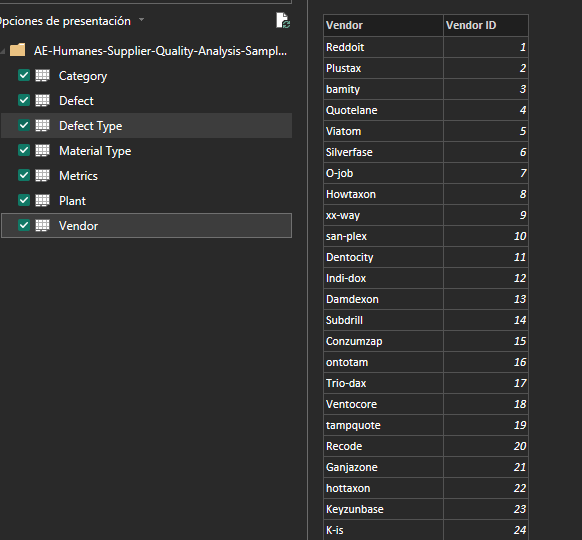 Opciones de presentación
AE-Humanes-Supplier-Quality-Analysis-Sampl...
Category
Defect
Defect Type
Material Type
Metrics
Plant
Vendor
Vendor Vendor ID
Reddoit 1
Plustax 2
bamity 3
Quotelane 4
Viatom 5
Silverfase 6
O-job 7
Howtaxon 8
xx-way 9
san-plex 10
Dentocity 11
Indi-dox 12
Damdexon 13
Subdrill 14
Conzumzap 15
ontotam 16
Trio-dax 17
Ventocore 18
tampquote 19
Recode 20
Ganjazone 21
hottaxon 22
Keyzunbase 23
K-is 24